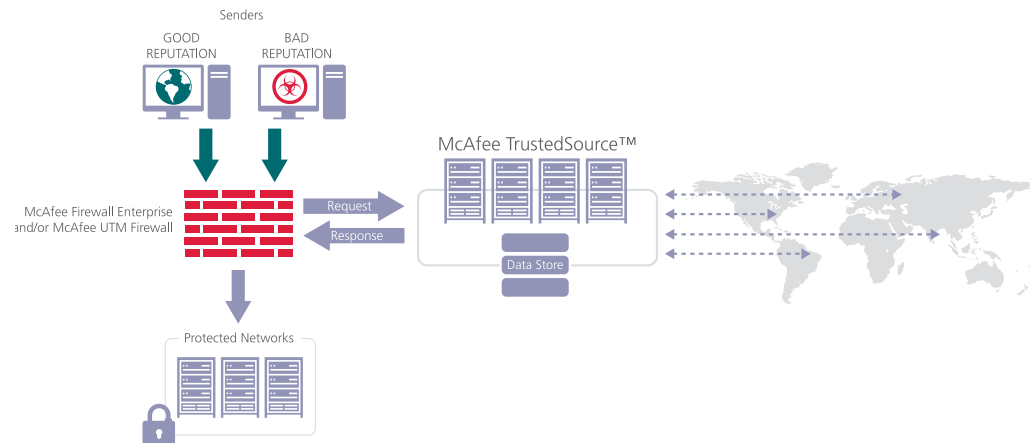 Senders
GOOD
REPUTATION
BAD
REPUTATION
McAfee TrustedSource™
McAfee Firewall Enterprise
and/or McAfee UTM Firewall
Request
Response
Data Store
Protected Networks